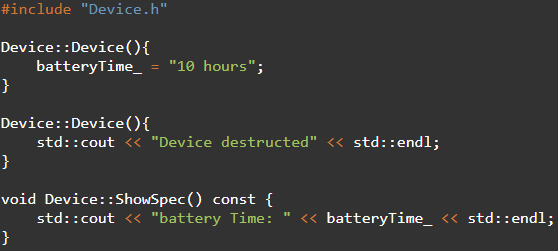 #include "Device.h"
Device::Device(){
batteryTime_ = "10 hours";
}
Device::Device(){
std::cout << "Device destructed" << std::endl;
}
void Device::ShowSpec() const {
std::cout << "battery Time: " << batteryTime_ << std::endl;
}